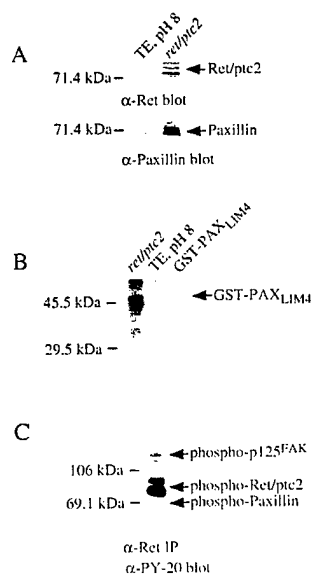 A
TE, pH 8
ret/ptc2
71.4 kDa
Ret/ptc2
α-Ret blot
71.4 kDa
Paxillin
α-Paxillin blot
B
ret/ptc2
TE, pH 8
GST-PAXLIM4
45.5 kDa
GST-PAXLIM4
29.5 kDa
C
phospho-p125FAK
106 kDa
phospho-Ret/ptc2
69.1 kDa
phospho-Paxillin
α-Ret IP
α-PY-20 blot